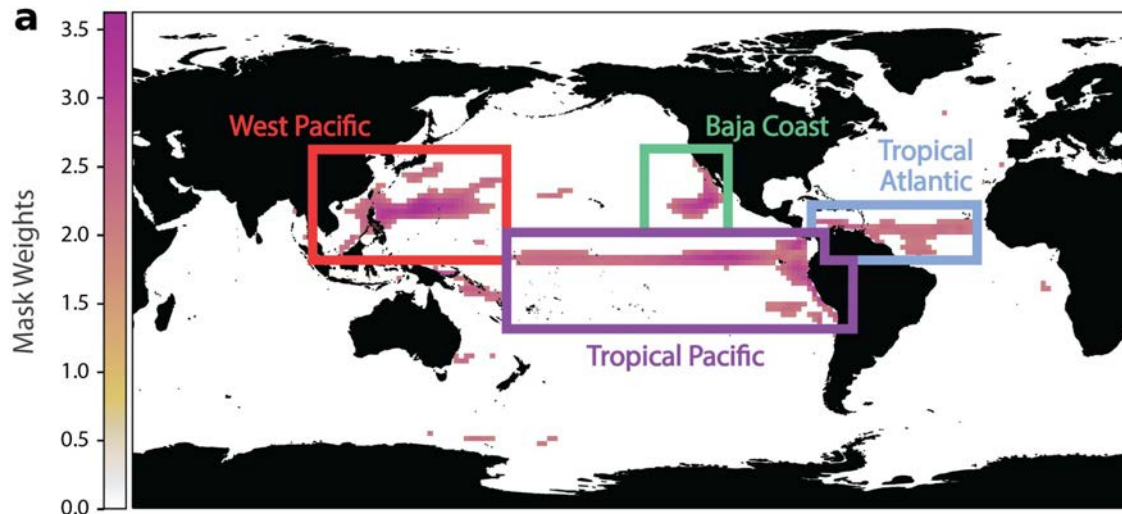 a
3.5
3.0
2.5
2.0
1.5
1.0
0.5
0.0
Mask Weights
West Pacific
Baja Coast
Tropical
Atlantic
Tropical Pacific